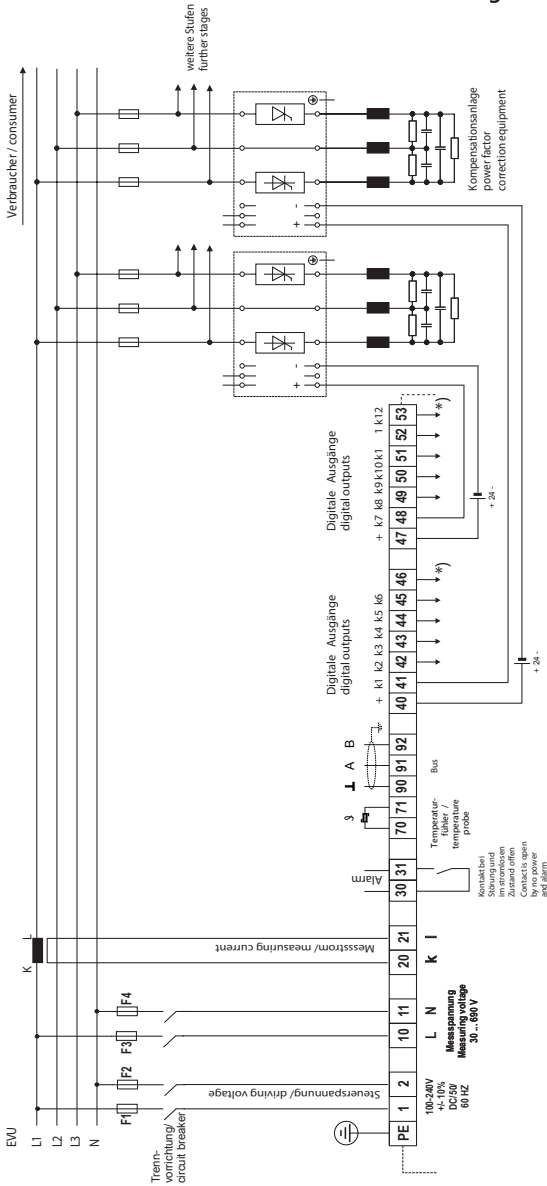 Verbraucher / consumer
weitere Stufen
further stages
Kompensationsanlage
power factor
correction equipment
+
-
+
-
Digitale Ausgänge
digital outputs
Digitale Ausgänge
digital outputs
+ k1 k2 k3 k4 k5 k6
+ k7 k8 k9 k10 k1 1 k12
K
L
EVU
L1
L2
L3
N
F1
F2
F3
F4
Trenn-
vorrichtung/
circuit breaker
Steuerspannung/ driving voltage
Messstrom/ measuring current
Alarm
ϑ
A
B
PE 1 2 10 11 20 21 30 31 70 71 90 91 92 40 41 42 43 44 45 46 47 48 49 50 51 52 53
*)
*)
100-240V
+/- 10%
DC/50/
60 HZ
L N
Messspannung
Measuring voltage
30 ... 690 V
k l
Kontakt bei
Störung und
im stromlosen
Zustand offen
Contact is open
by no power
and alarm
Temperatur-
fühler /
temperature
probe
Bus
+ 24 -
+ 24 -